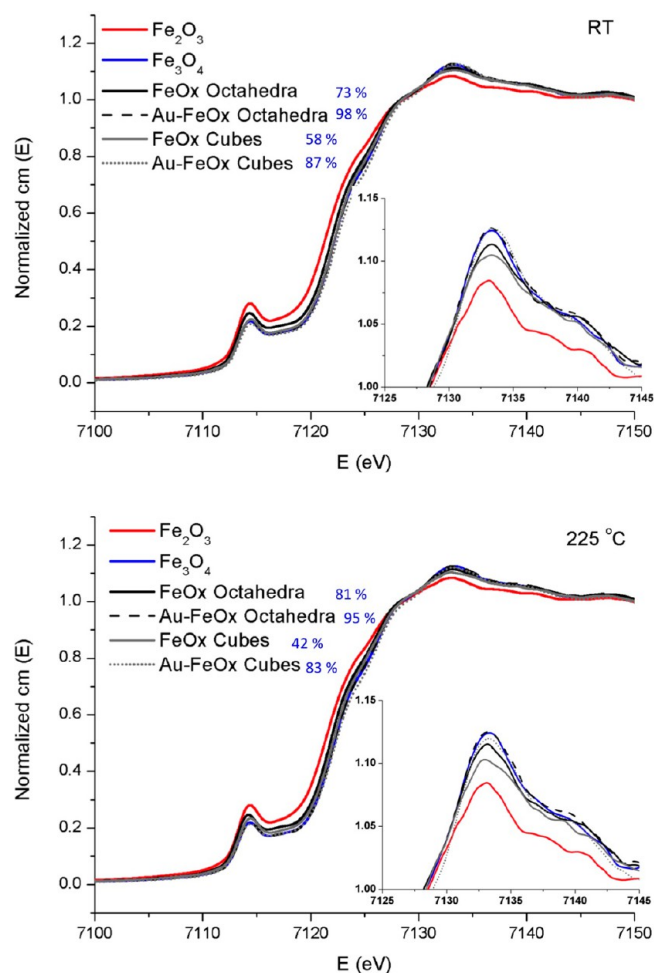 RT
Fe₂O₃
Fe₃O₄
FeOx Octahedra 73 %
Au-FeOx Octahedra 98 %
FeOx Cubes 58 %
Au-FeOx Cubes 87 %
Normalized cm (E)
1.2
1.0
0.8
0.6
0.4
0.2
0.0
1.15
1.10
1.05
1.00
7125 7130 7135 7140 7145
7100 7110 7120 7130 7140 7150
E (eV)
225 °C
Fe₂O₃
Fe₃O₄
FeOx Octahedra 81 %
Au-FeOx Octahedra 95 %
FeOx Cubes 42 %
Au-FeOx Cubes 83 %
Normalized cm (E)
1.2
1.0
0.8
0.6
0.4
0.2
0.0
1.15
1.10
1.05
1.00
7125 7130 7135 7140 7145
7100 7110 7120 7130 7140 7150
E (eV)